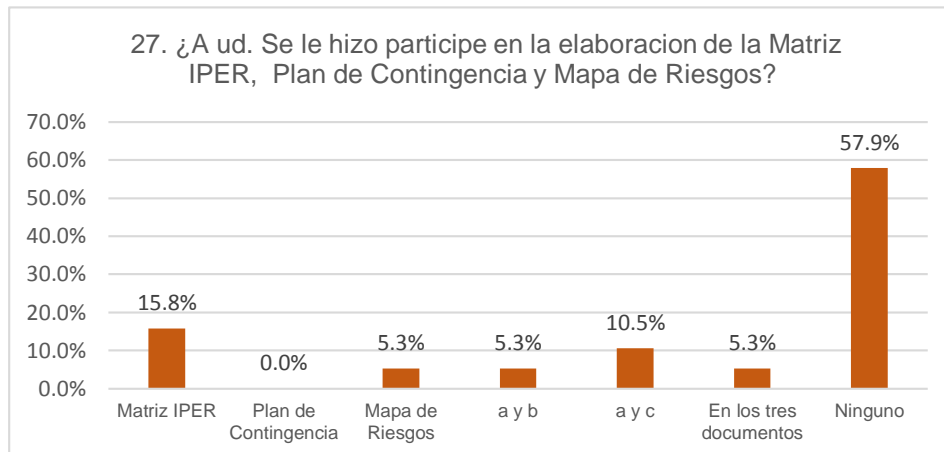 27. ¿A ud. Se le hizo participe en la elaboracion de la Matriz
IPER, Plan de Contingencia y Mapa de Riesgos?
70.0%
60.0%
50.0%
40.0%
30.0%
20.0%
10.0%
0.0%
15.8%
0.0%
5.3%
5.3%
10.5%
5.3%
57.9%
Matriz IPER
Plan de
Contingencia
Mapa de
Riesgos
a y b
a y c
En los tres
documentos
Ninguno